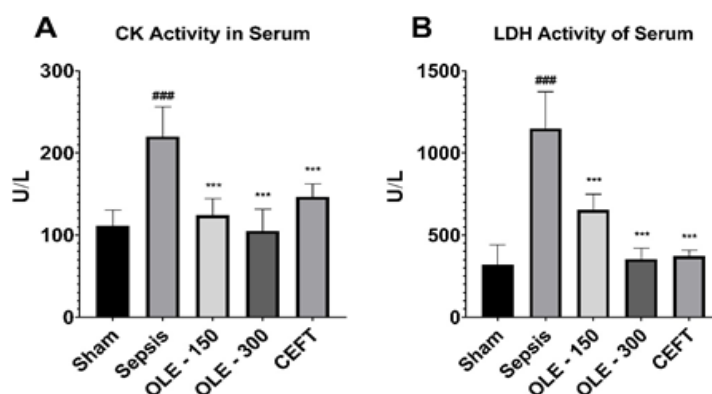 A
CK Activity in Serum
U/L
300
200
100
0
###
***
***
***
Sham
Sepsis
OLE - 150
OLE - 300
CEFT
B
LDH Activity of Serum
U/L
1500
1000
500
0
###
***
***
***
Sham
Sepsis
OLE - 150
OLE - 300
CEFT